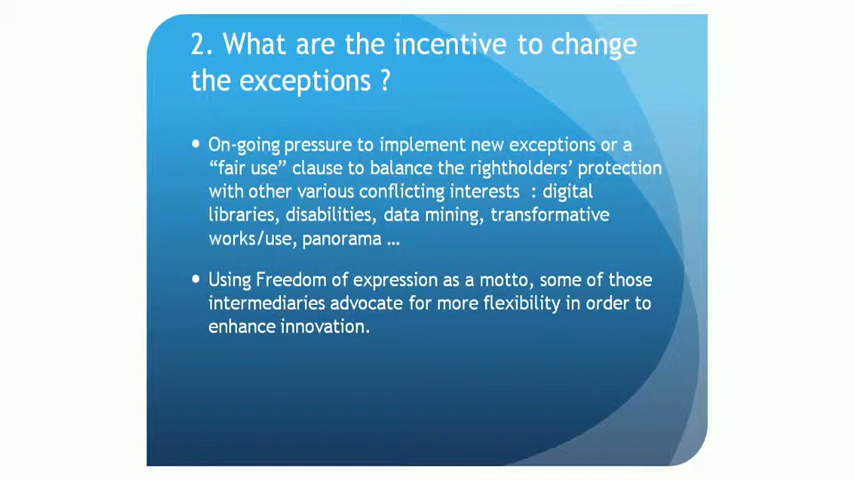 2. What are the incentive to change
the exceptions ?
• On-going pressure to implement new exceptions or a
“fair use” clause to balance the rightholders’ protection
with other various conflicting interests : digital
libraries, disabilities, data mining, transformative
works/use, panorama …
• Using Freedom of expression as a motto, some of those
intermediaries advocate for more flexibility in order to
enhance innovation.